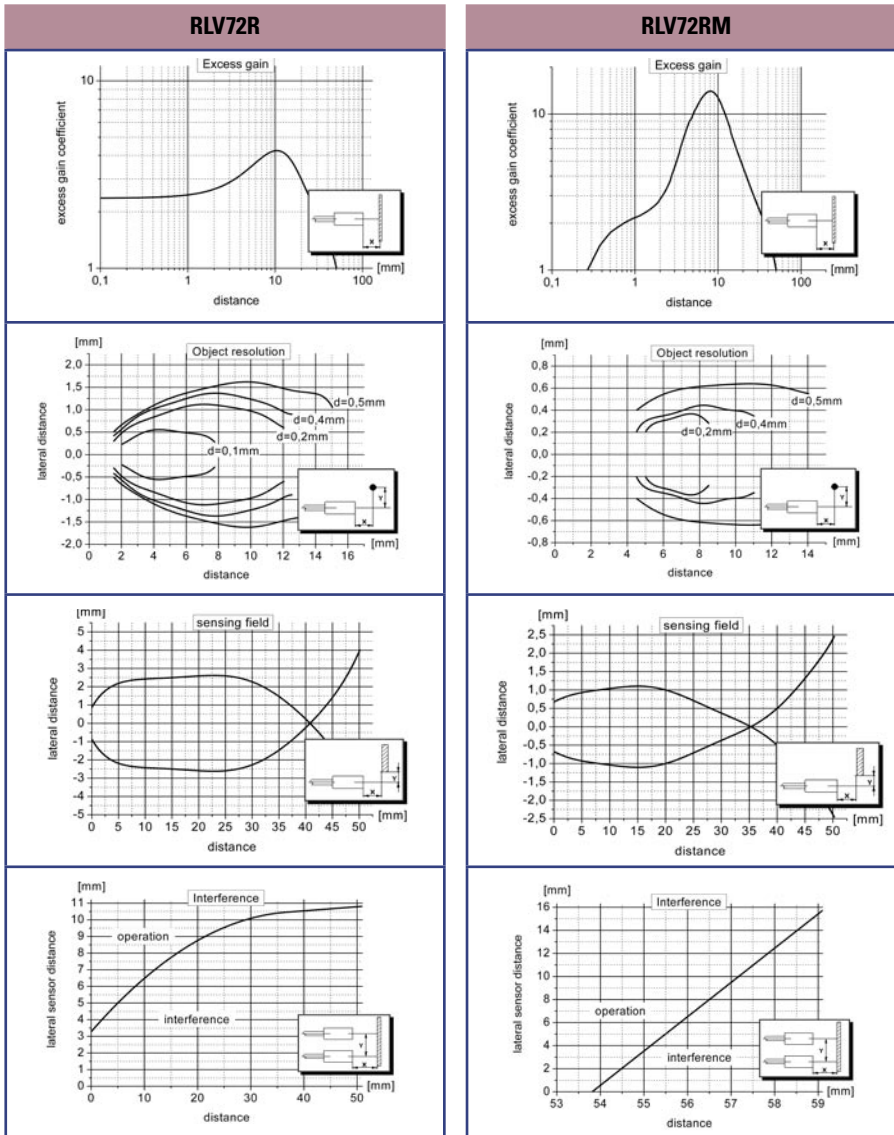 RLV72R
Excess gain
excess gain coefficient
10
1
0,1 1 10 100
[mm]
distance
X
[mm]
Object resolution
lateral distance
2,0
1,5
1,0
0,5
0,0
-0,5
-1,0
-1,5
-2,0
d=0,5mm
d=0,4mm
d=0,2mm
d=0,1mm
0 2 4 6 8 10 12 14 16
[mm]
distance
Y
X
[mm]
sensing field
lateral distance
5
4
3
2
1
0
-1
-2
-3
-4
-5
0 5 10 15 20 25 30 35 40 45 50
[mm]
distance
Y
X
[mm]
Interference
lateral sensor distance
11
10
9
8
7
6
5
4
3
2
1
0
operation
interference
0 10 20 30 40 50
[mm]
distance
Y
X
RLV72RM
Excess gain
excess gain coefficient
10
1
1 10 100
[mm]
distance
X
[mm]
Object resolution
lateral distance
0,8
0,6
0,4
0,2
0,0
-0,2
-0,4
-0,6
-0,8
d=0,5mm
d=0,4mm
d=0,2mm
0 2 4 6 8 10 12 14
[mm]
distance
Y
X
[mm]
sensing field
lateral distance
2,5
2,0
1,5
1,0
0,5
0,0
-0,5
-1,0
-1,5
-2,0
-2,5
0 5 10 15 20 25 30 35 40 45 50
[mm]
distance
Y
X
[mm]
Interference
lateral sensor distance
16
14
12
10
8
6
4
2
0
operation
interference
53 54 55 56 57 58 59
[mm]
distance
Y
X